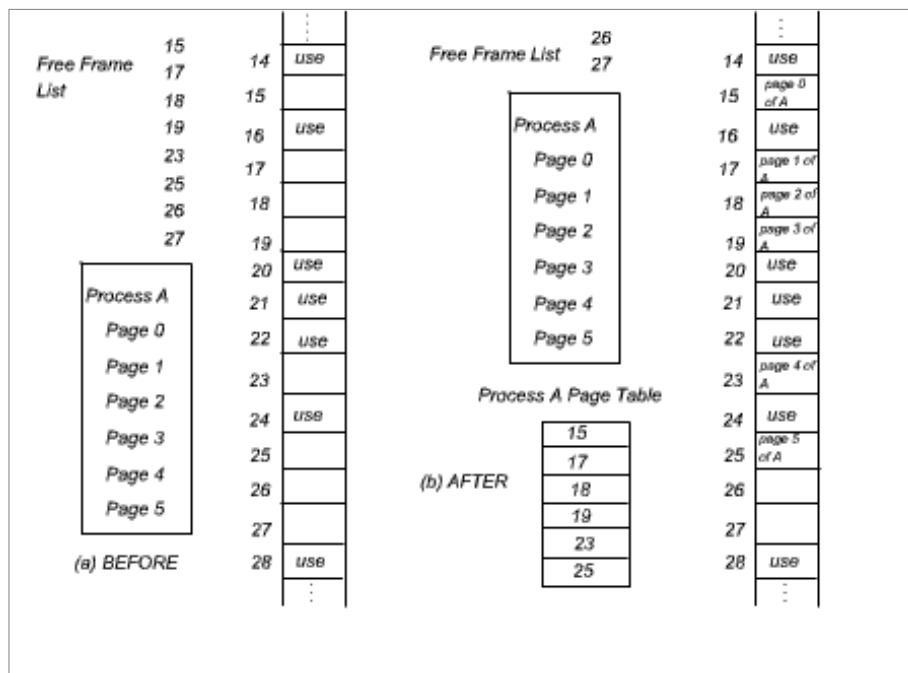 Free Frame
List
15
17
18
19
23
25
26
27
Process A
Page 0
Page 1
Page 2
Page 3
Page 4
Page 5
(a) BEFORE
14 use
15
16 use
17
18
19
20 use
21 use
22 use
23
24 use
25
26
27
28 use
Free Frame List
26
27
Process A
Page 0
Page 1
Page 2
Page 3
Page 4
Page 5
Process A Page Table
15
17
18
19
23
25
(b) AFTER
14 use
15 page 0
of A
16 use
17 page 1 of
A
18 page 2 of
A
19 page 3 of
A
20 use
21 use
22 use
23 page 4 of
A
24 use
25 page 5
of A
26
27
28 use